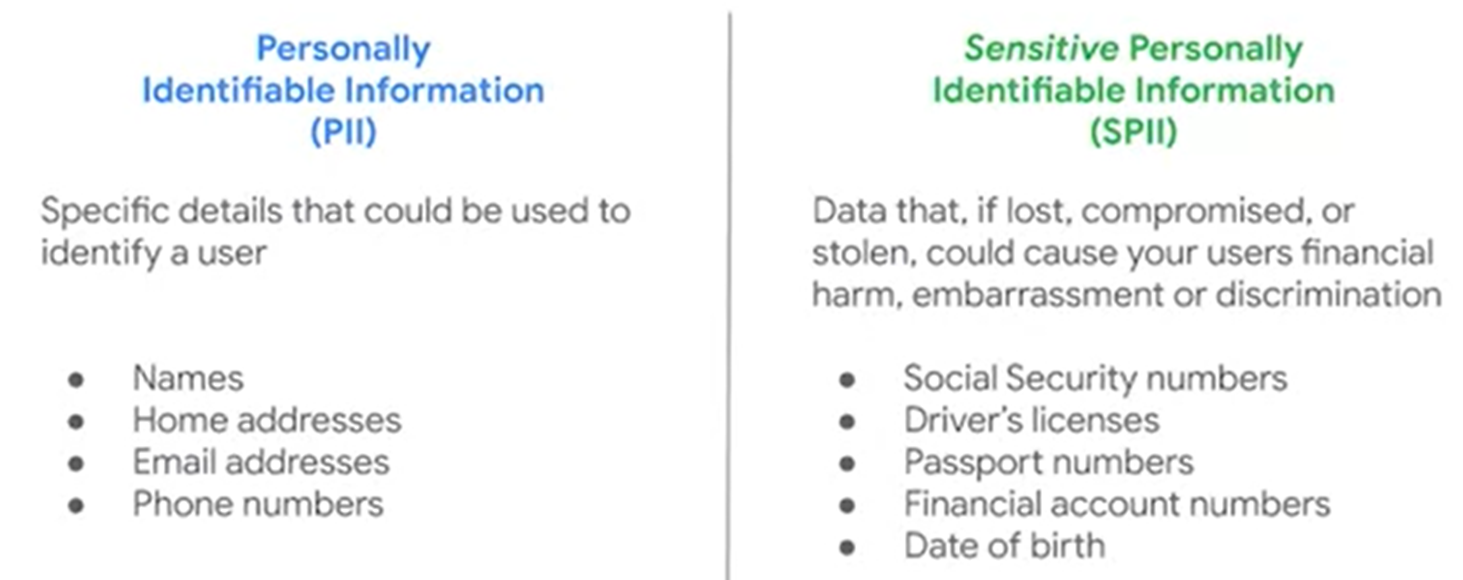 Personally
Identifiable Information
(PII)
Specific details that could be used to
identify a user
● Names
● Home addresses
● Email addresses
● Phone numbers
Sensitive Personally
Identifiable Information
(SPII)
Data that, if lost, compromised, or
stolen, could cause your users financial
harm, embarrassment or discrimination
● Social Security numbers
● Driver’s licenses
● Passport numbers
● Financial account numbers
● Date of birth